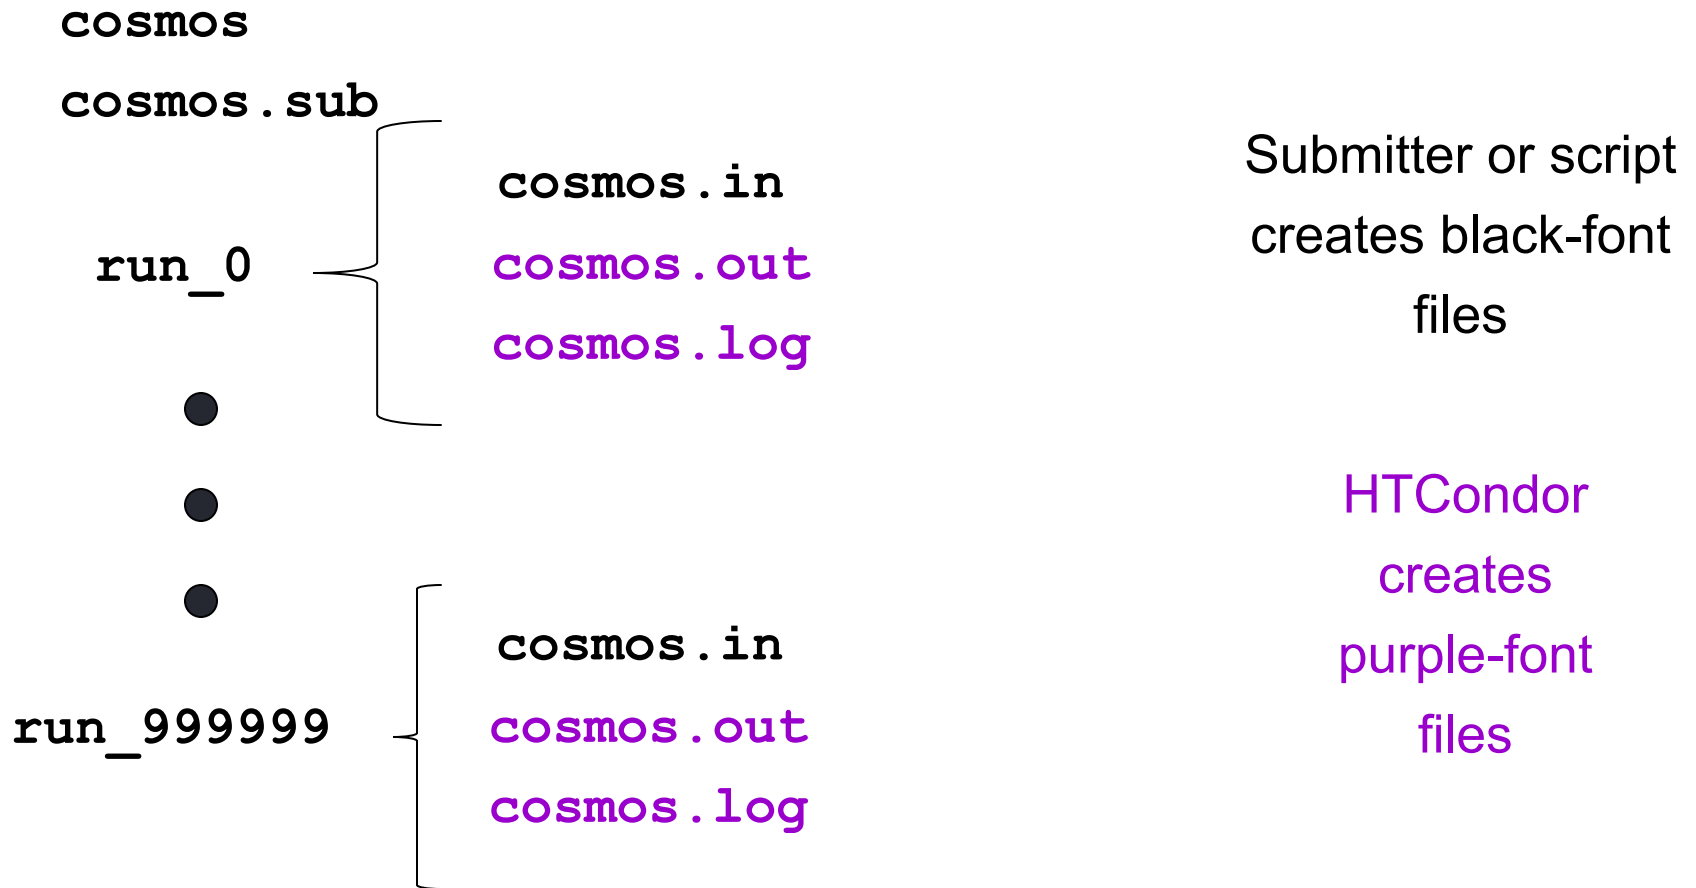 cosmos
cosmos.sub
run_0
cosmos.in
cosmos.out
cosmos.log
run_999999
cosmos.in
cosmos.out
cosmos.log
Submitter or script
creates black-font
files
HTCondor
creates
purple-font
files